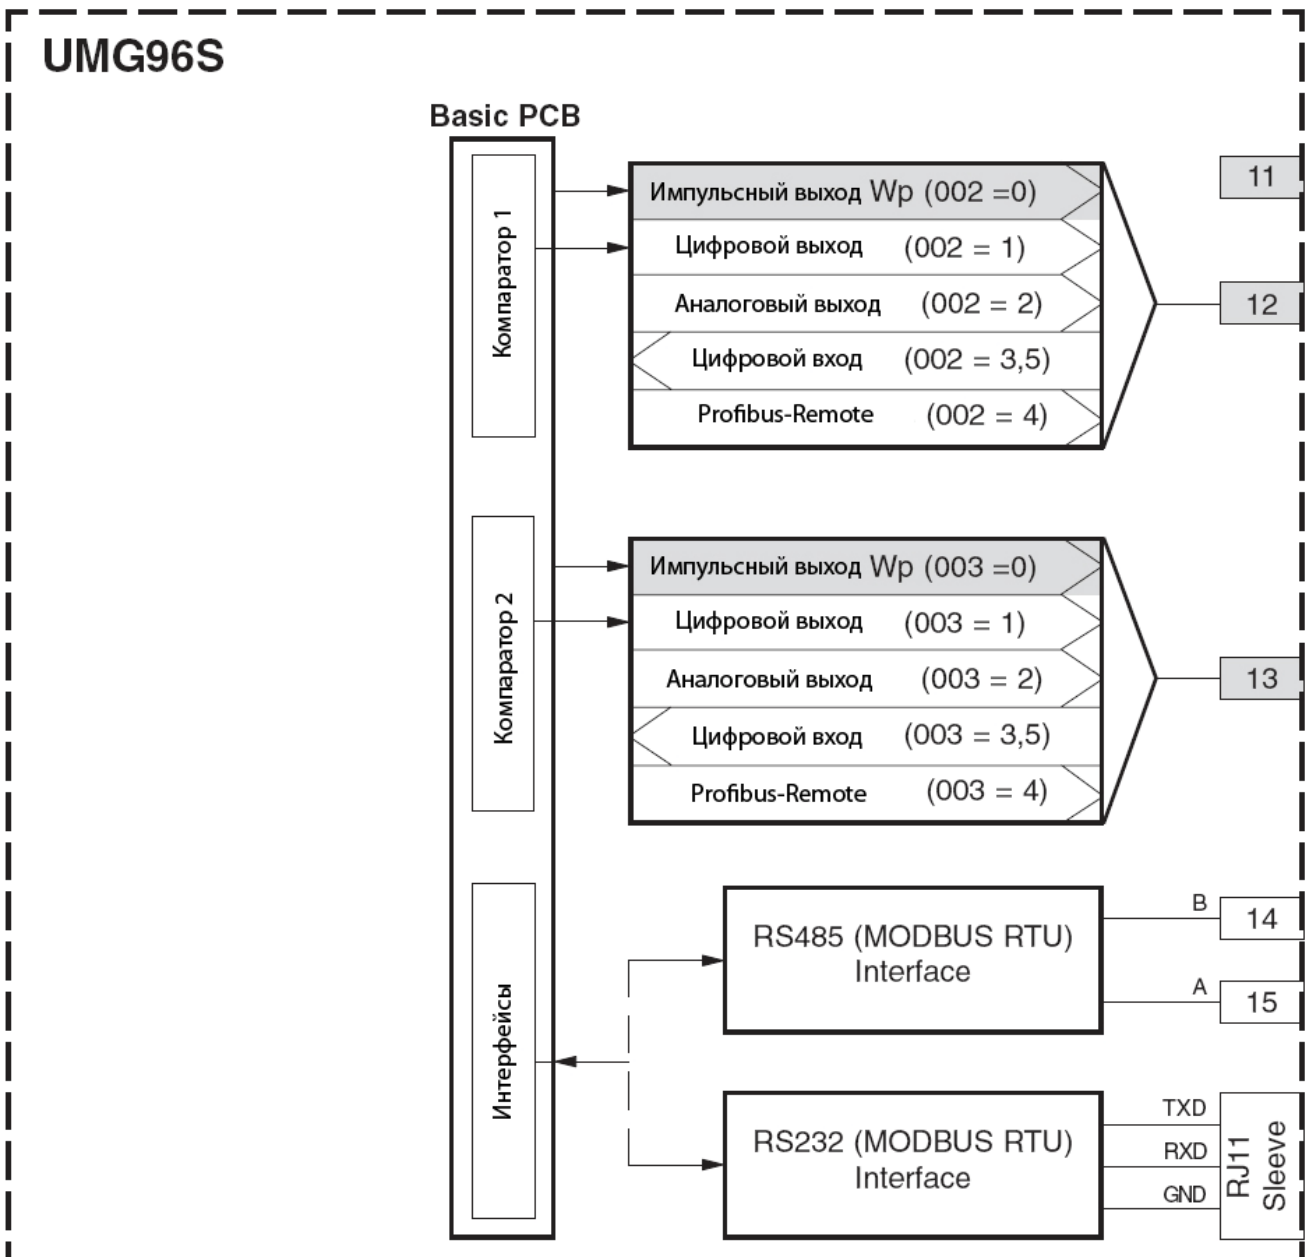 UMG96S
Basic PCB
Компаратор 1
Импульсный выход Wp (002 =0)
Цифровой выход (002 = 1)
Аналоговый выход (002 = 2)
Цифровой вход (002 = 3,5)
Profibus-Remote (002 = 4)
11
12
Компаратор 2
Импульсный выход Wp (003 =0)
Цифровой выход (003 = 1)
Аналоговый выход (003 = 2)
Цифровой вход (003 = 3,5)
Profibus-Remote (003 = 4)
13
Интерфейсы
RS485 (MODBUS RTU)
Interface
B
14
A
15
RS232 (MODBUS RTU)
Interface
TXD
RXD
GND
RJ11
Sleeve